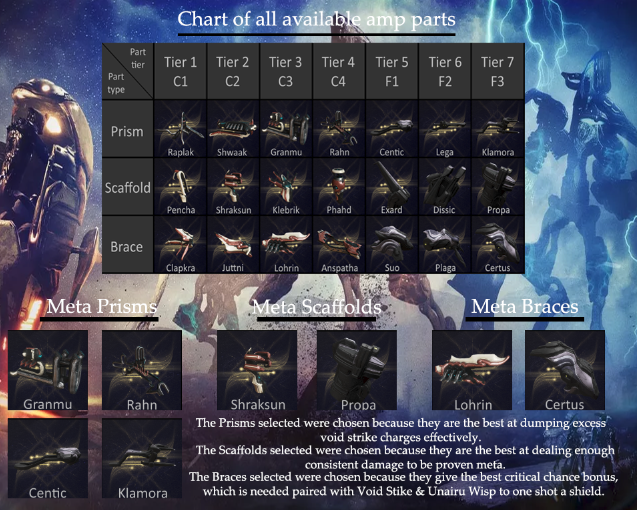 Chart of all available amp parts
Part tier
Part type
Tier 1 C1
Tier 2 C2
Tier 3 C3
Tier 4 C4
Tier 5 F1
Tier 6 F2
Tier 7 F3
Prism
Raplak
Shwaak
Granmu
Rahn
Centic
Lega
Klamora
Scaffold
Pencha
Shraksun
Klebrik
Phahd
Exard
Dissic
Propa
Brace
Clapkra
Juttni
Lohrin
Anspatha
Suo
Plaga
Certus
Meta Prisms
Meta Scaffolds
Meta Braces
Granmu
Rahn
Shraksun
Propa
Lohrin
Certus
Centic
Klamora
The Prisms selected were chosen because they are the best at dumping excess
void strike charges effectively.
The Scaffolds selected were chosen because they are the best at dealing enough
consistent damage to be proven meta.
The Braces selected were chosen because they give the best critical chance bonus,
which is needed paired with Void Stike & Unairu Wisp to one shot a shield.